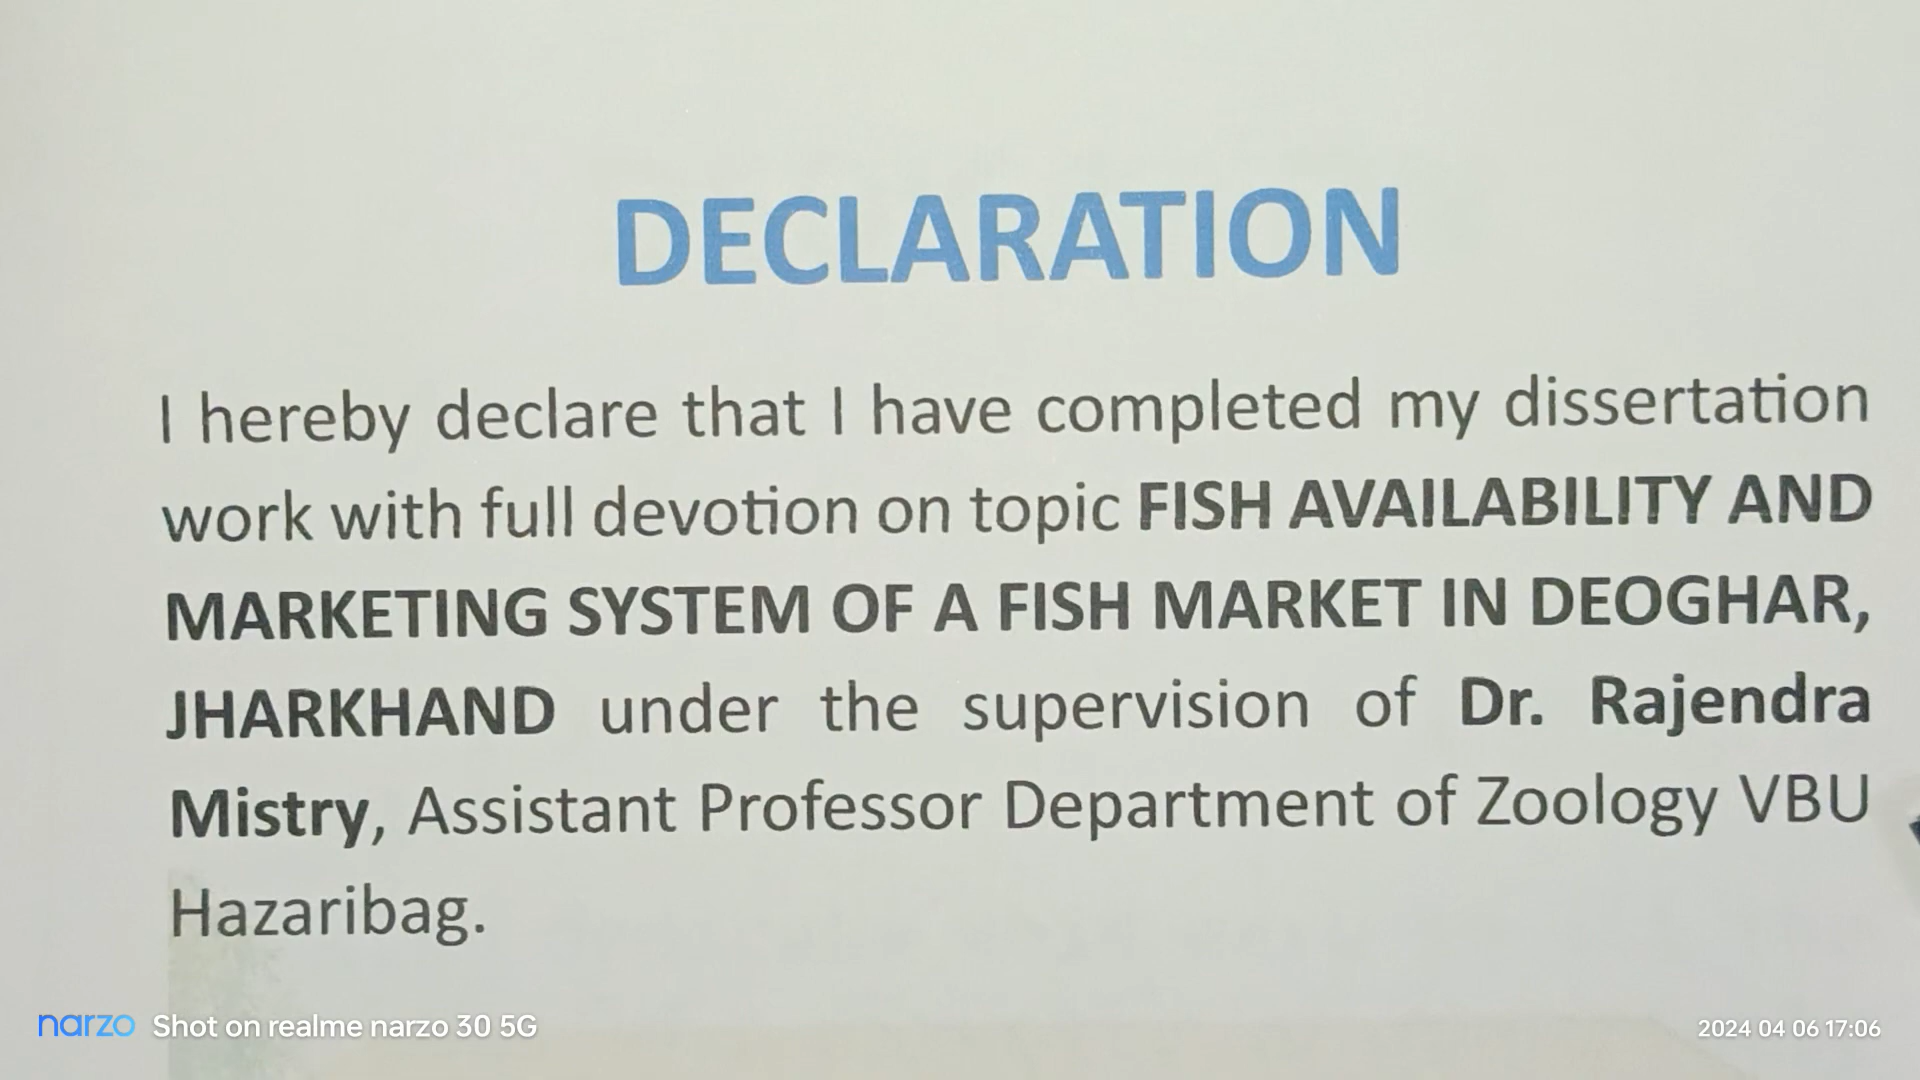 DECLARATION
I hereby declare that I have completed my dissertation
work with full devotion on topic FISH AVAILABILITY AND
MARKETING SYSTEM OF A FISH MARKET IN DEOGHAR,
JHARKHAND under the supervision of Dr. Rajendra
Mistry, Assistant Professor Department of Zoology VBU
Hazaribag.
narzo Shot on realme narzo 30 5G
2024 04 06 17:06